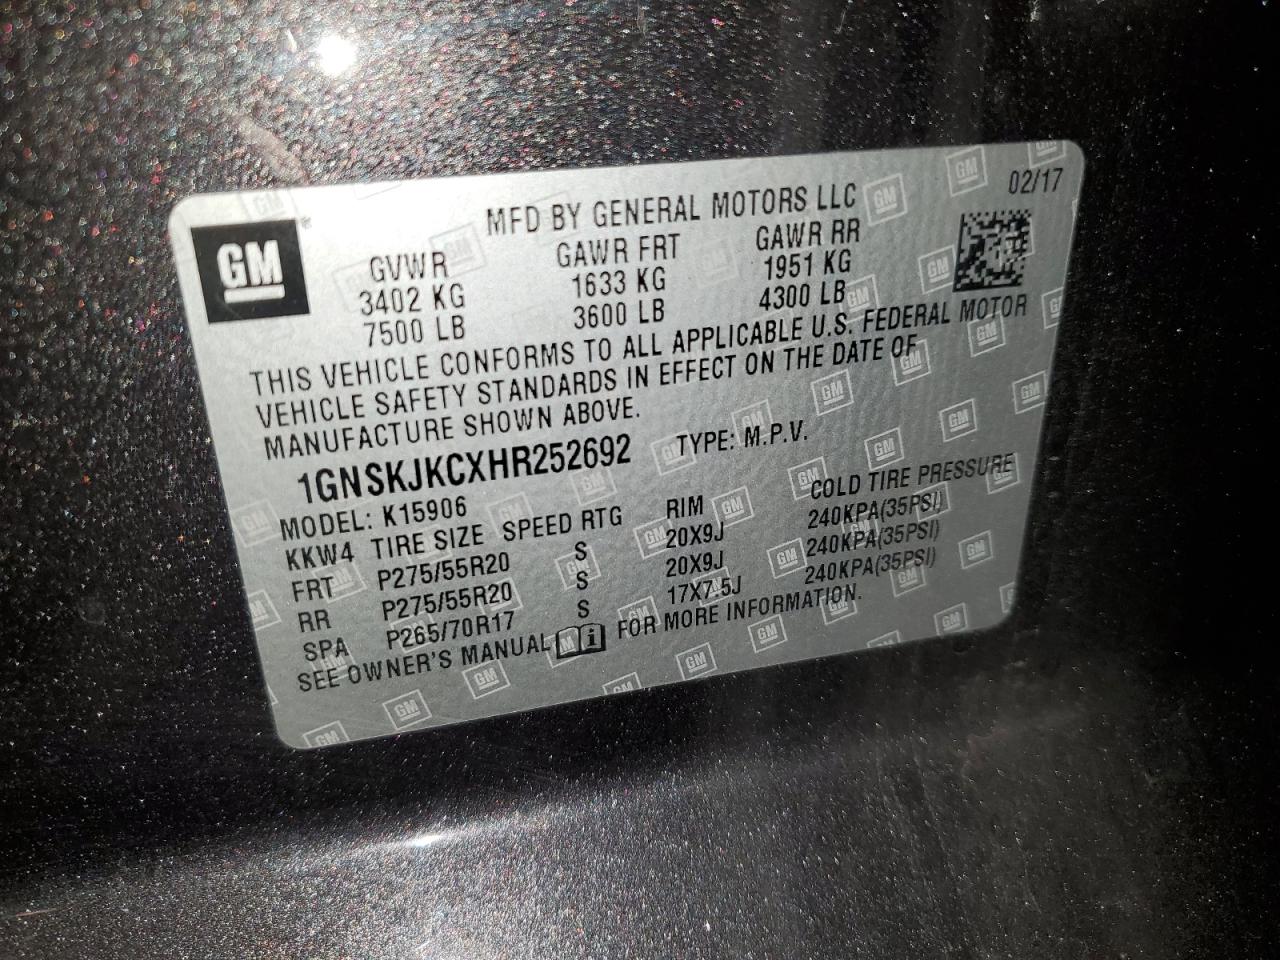 02/17
GM
MFD BY GENERAL MOTORS LLC
GVWR GAWR FRT GAWR RR
3402 KG 1633 KG 1951 KG
7500 LB 3600 LB 4300 LB
THIS VEHICLE CONFORMS TO ALL APPLICABLE U.S. FEDERAL MOTOR
VEHICLE SAFETY STANDARDS IN EFFECT ON THE DATE OF
MANUFACTURE SHOWN ABOVE.
1GNSKJKCXHR252692 TYPE: M.P.V.
MODEL: K15906
KKW4 TIRE SIZE SPEED RTG RIM COLD TIRE PRESSURE
FRT P275/55R20 S 20X9J 240KPA(35PSI)
RR P275/55R20 S 20X9J 240KPA(35PSI)
SPA P265/70R17 S 17X7.5J 240KPA(35PSI)
SEE OWNER'S MANUAL FOR MORE INFORMATION.